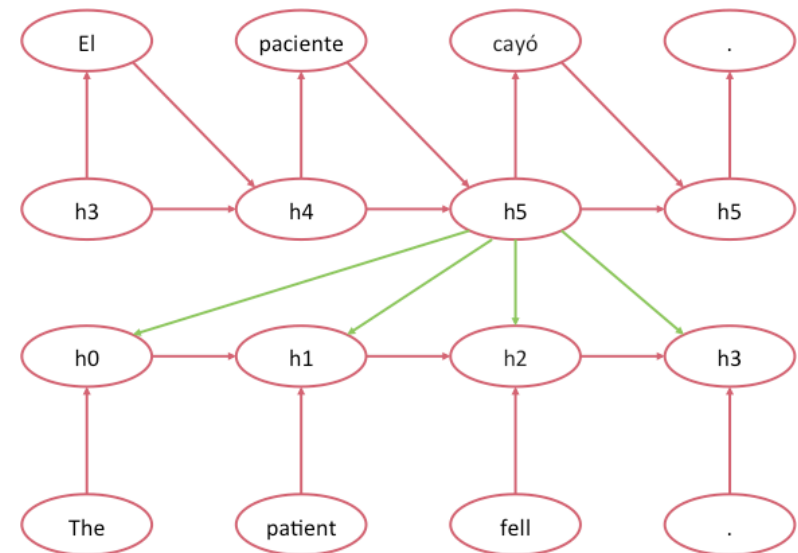 El paciente cayó .
h3 h4 h5 h5
h0 h1 h2 h3
The patient fell .